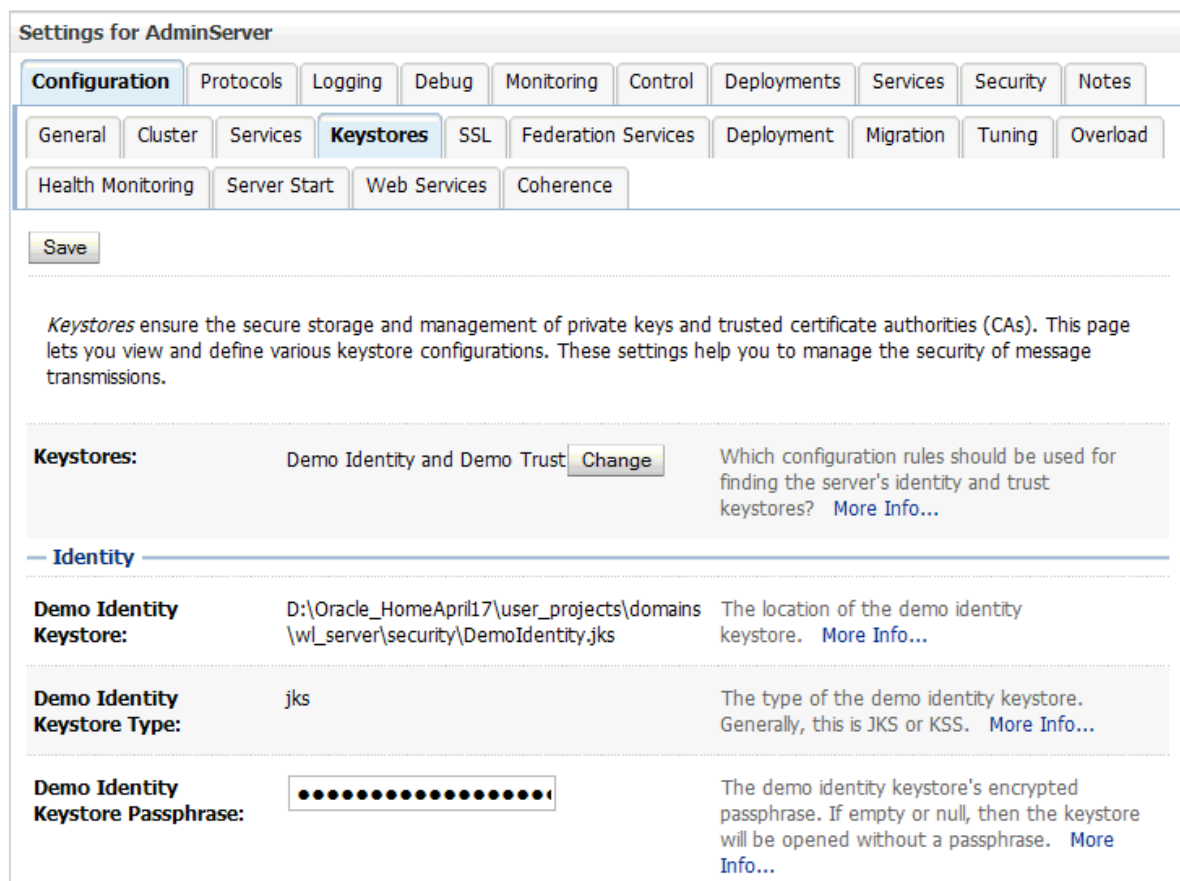 Settings for AdminServer
Configuration Protocols Logging Debug Monitoring Control Deployments Services Security Notes
General Cluster Services Keystores SSL Federation Services Deployment Migration Tuning Overload
Health Monitoring Server Start Web Services Coherence
Save
Keystores ensure the secure storage and management of private keys and trusted certificate authorities (CAs). This page
lets you view and define various keystore configurations. These settings help you to manage the security of message
transmissions.
Keystores:
Demo Identity and Demo Trust Change
Which configuration rules should be used for
finding the server's identity and trust
keystores? More Info...
Identity
Demo Identity
Keystore:
D:\Oracle_HomeApril17\user_projects\domains
\wl_server\security\DemoIdentity.jks
The location of the demo identity
keystore. More Info...
Demo Identity
Keystore Type:
jks
The type of the demo identity keystore.
Generally, this is JKS or KSS. More Info...
Demo Identity
Keystore Passphrase:
The demo identity keystore's encrypted
passphrase. If empty or null, then the keystore
will be opened without a passphrase. More
Info...